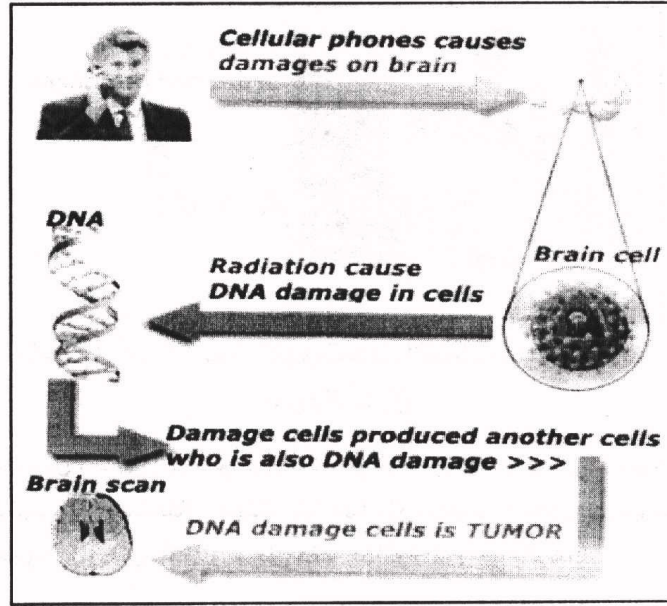 Cellular phones causes
damages on brain
DNA
Brain cell
Radiation cause
DNA damage in cells
Damage cells produced another cells
who is also DNA damage >>>
Brain scan
DNA damage cells is TUMOR